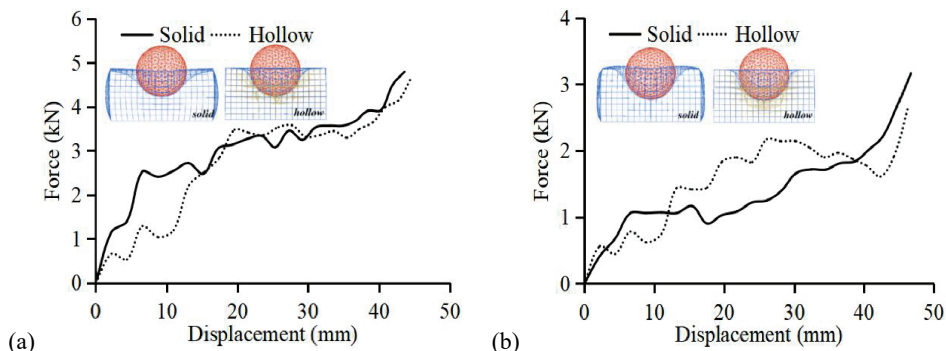 6
5
4
3
2
1
0
Force (kN)
Solid
Hollow
solid
hollow
0
10
20
30
40
50
Displacement (mm)
(a)
4
3
2
1
0
Force (kN)
Solid
Hollow
solid
hollow
0
10
20
30
40
50
Displacement (mm)
(b)